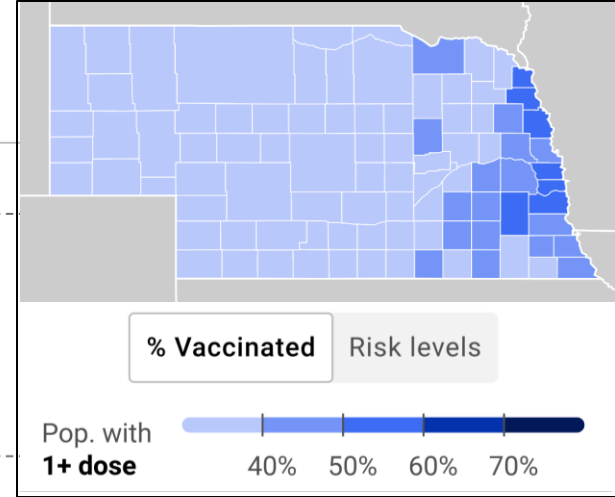 % Vaccinated Risk levels
Pop. with
1+ dose
40% 50% 60% 70%